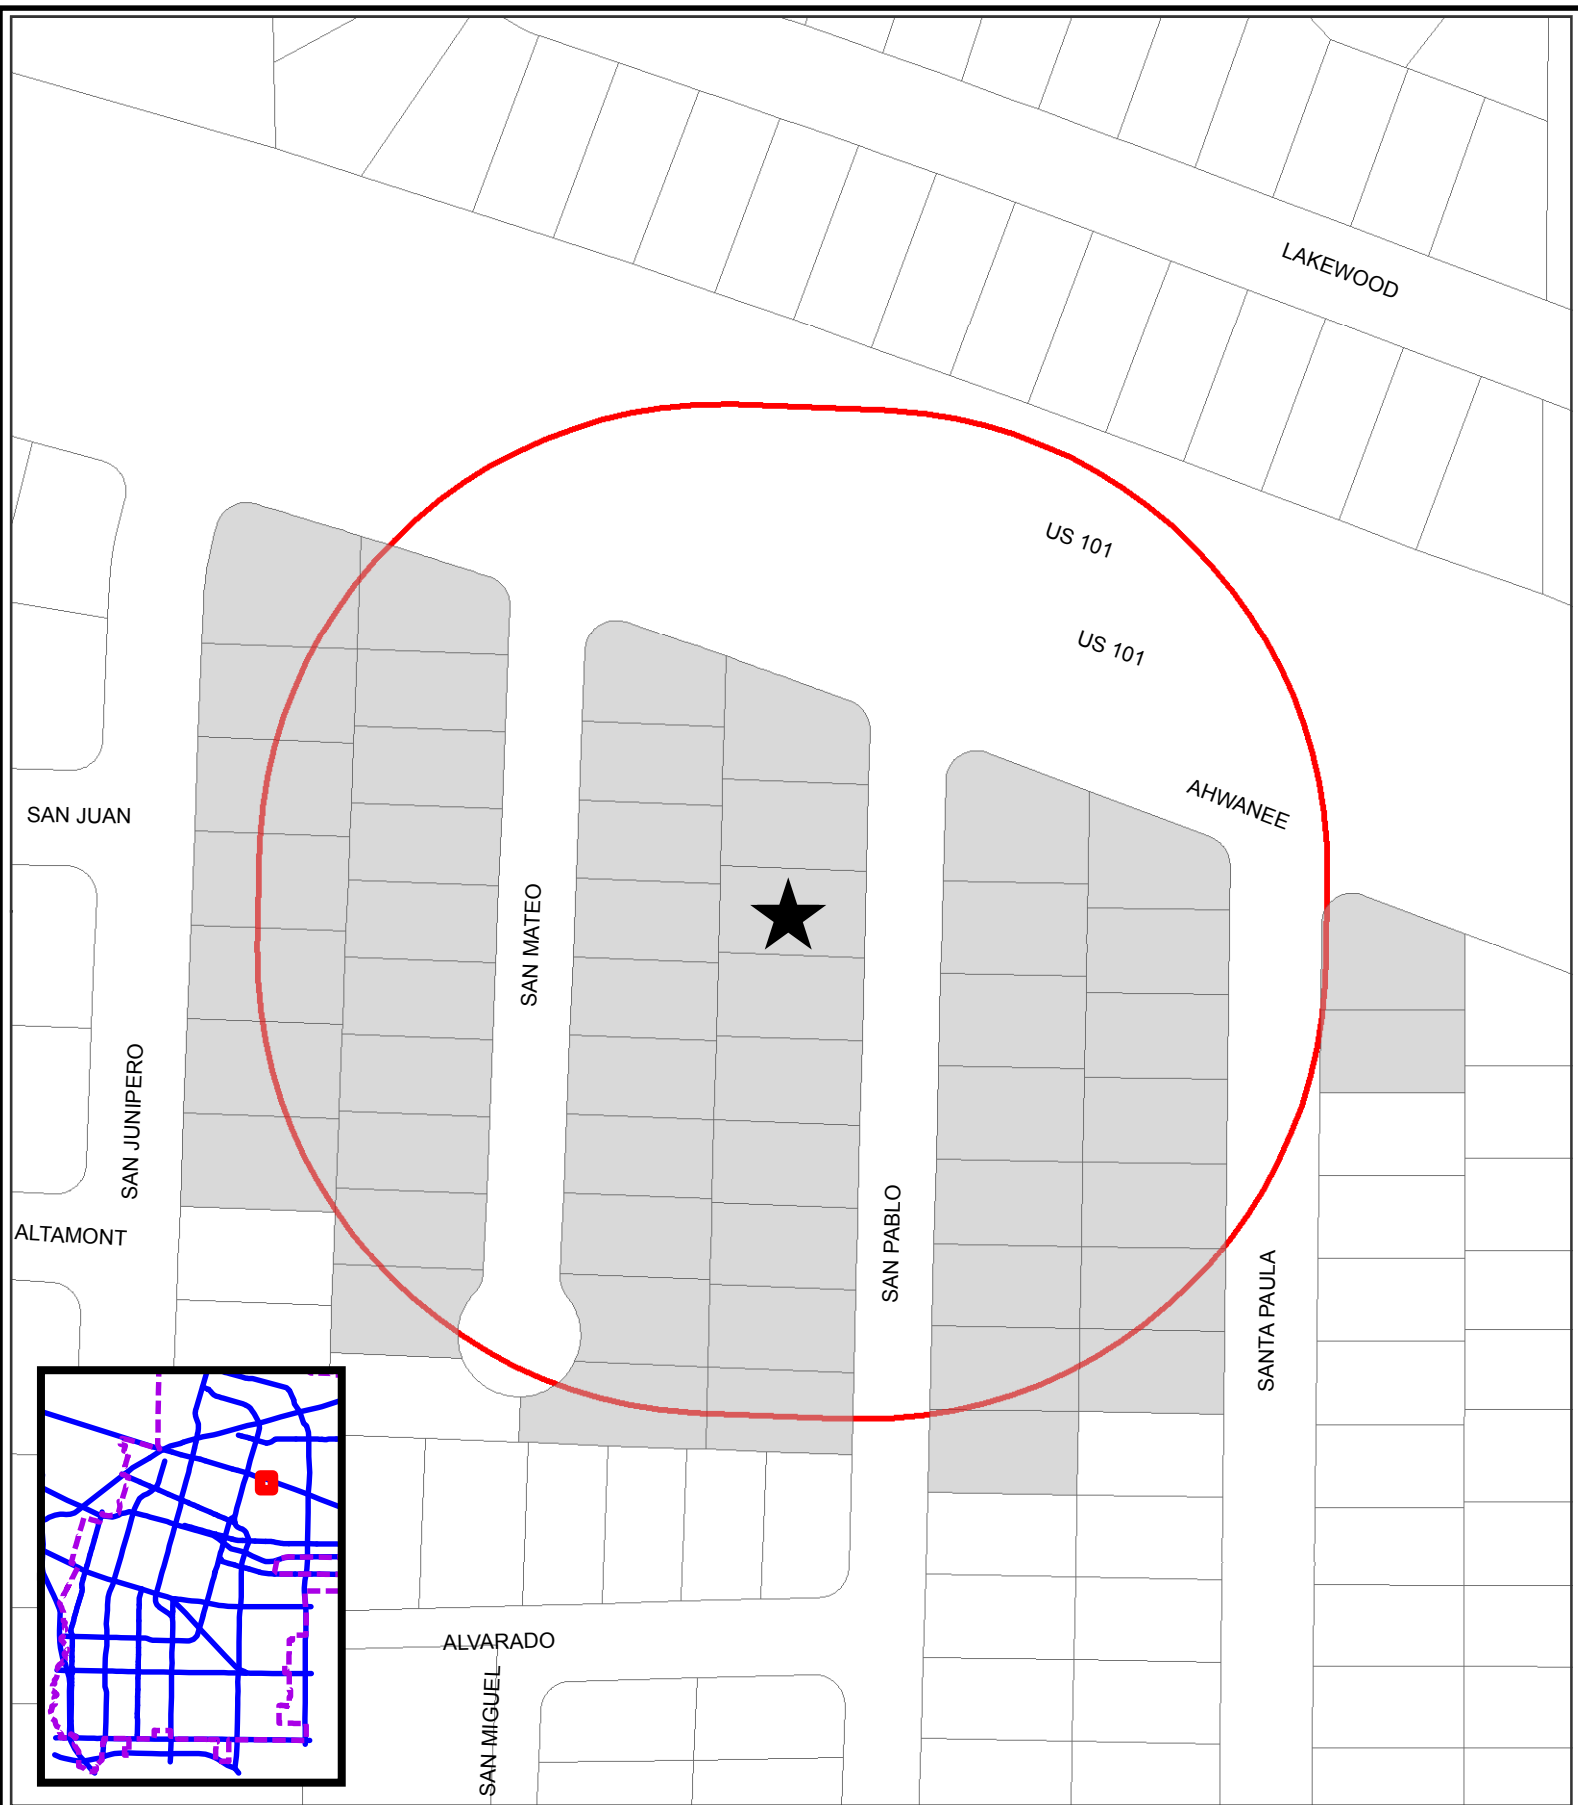 LAKEWOOD
US 101
US 101
AHWANEE
SAN JUAN
SAN MATEO
SAN JUNIPERO
ALTAMONT
SAN PABLO
SANTA PAULA
ALVARADO
SAN MIGUEL